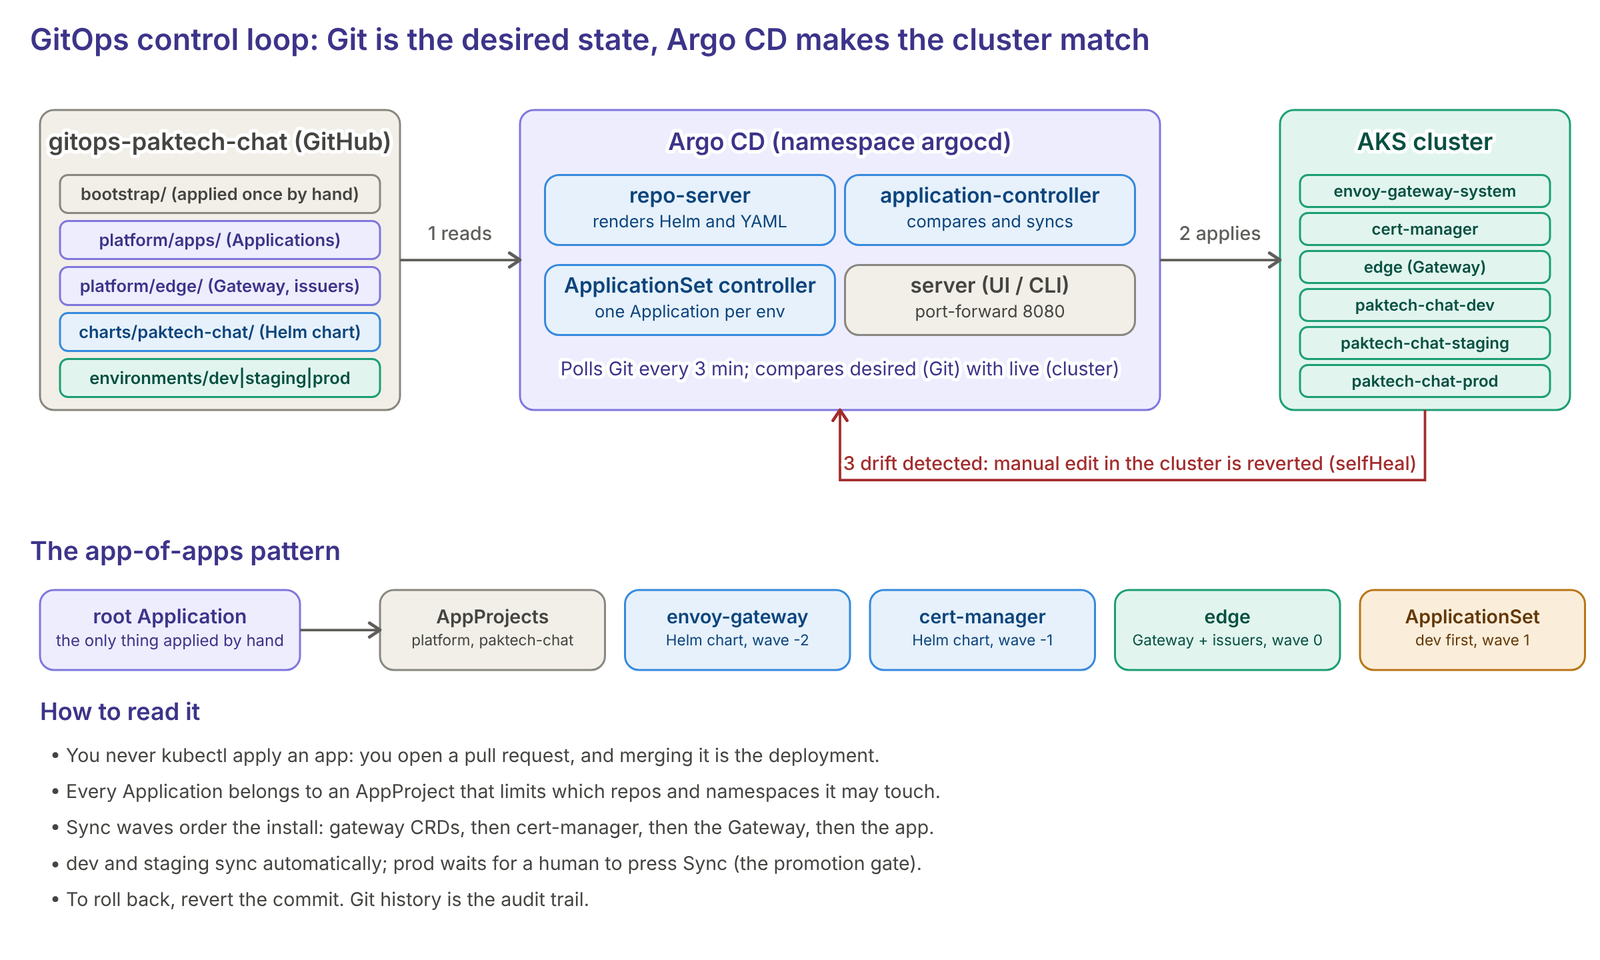 GitOps control loop: Git is the desired state, Argo CD makes the cluster match
gitops-paktech-chat (GitHub)
bootstrap/ (applied once by hand)
platform/apps/ (Applications)
platform/edge/ (Gateway, issuers)
charts/paktech-chat/ (Helm chart)
environments/dev|staging|prod
1 reads
Argo CD (namespace argocd)
repo-server
renders Helm and YAML
application-controller
compares and syncs
ApplicationSet controller
one Application per env
server (UI / CLI)
port-forward 8080
Polls Git every 3 min; compares desired (Git) with live (cluster)
2 applies
AKS cluster
envoy-gateway-system
cert-manager
edge (Gateway)
paktech-chat-dev
paktech-chat-staging
paktech-chat-prod
3 drift detected: manual edit in the cluster is reverted (selfHeal)
The app-of-apps pattern
root Application
the only thing applied by hand
AppProjects
platform, paktech-chat
envoy-gateway
Helm chart, wave -2
cert-manager
Helm chart, wave -1
edge
Gateway + issuers, wave 0
ApplicationSet
dev first, wave 1
How to read it
• You never kubectl apply an app: you open a pull request, and merging it is the deployment.
• Every Application belongs to an AppProject that limits which repos and namespaces it may touch.
• Sync waves order the install: gateway CRDs, then cert-manager, then the Gateway, then the app.
• dev and staging sync automatically; prod waits for a human to press Sync (the promotion gate).
• To roll back, revert the commit. Git history is the audit trail.